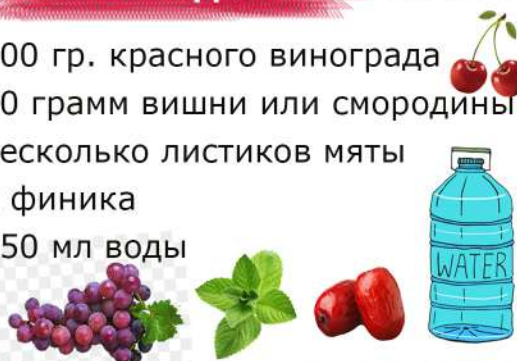 00 гр. красного винограда
0 грамм вишни или смородины
есколько листиков мяты
финика
50 мл воды
WATER